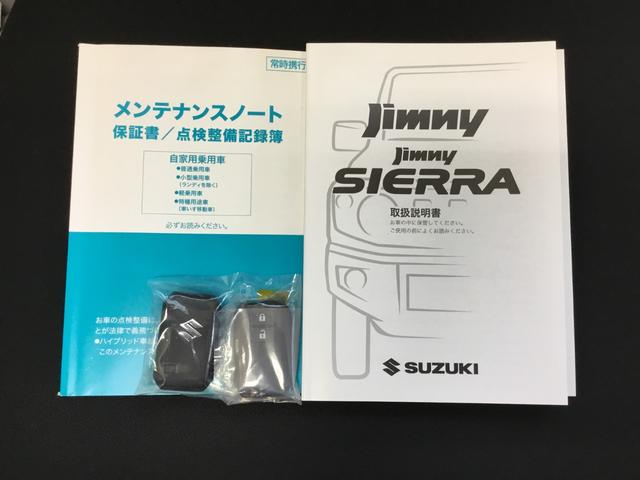 常時携行
メンテナンスノート
保証書／点検整備記録簿
自家用乗用車
●普通乗用車
●小型乗用車
（ランディを除く）
●軽乗用車
●特種用途車
（車いす移動車）
必ずお読みください。
お車の点検整備に
とが法律で義務づ
●ハイブリッド車
このメンテナンス
Jimny
Jimny
SIERRA
取扱説明書
お車の中に保管してください。
ご使用の前によくお読みください。
SUZUKI